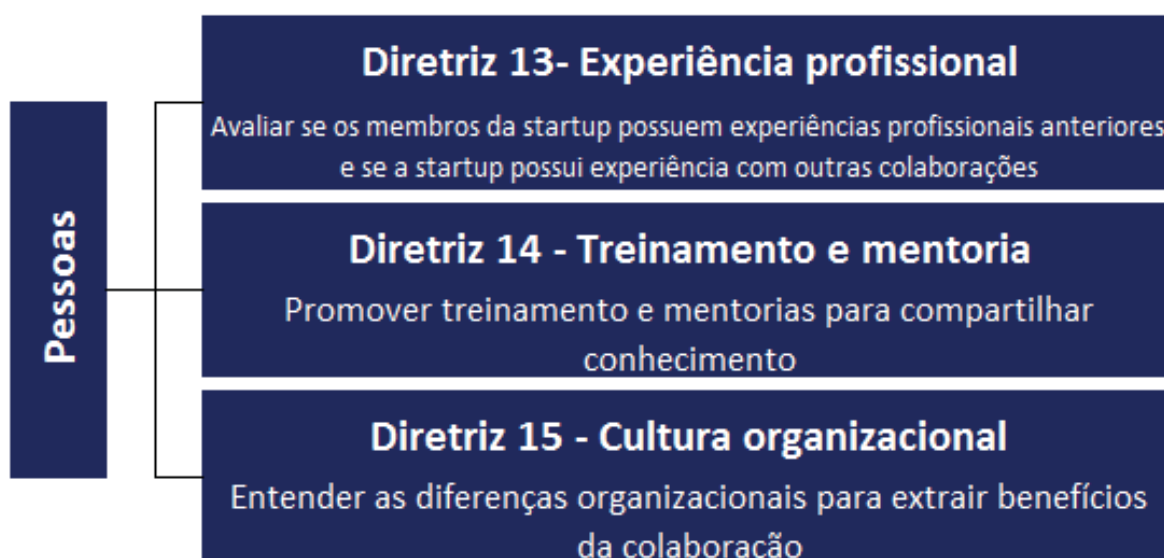 Pessoas
Diretriz 13- Experiência profissional
Avaliar se os membros da startup possuem experiências profissionais anteriores
e se a startup possui experiência com outras colaborações
Diretriz 14 - Treinamento e mentoria
Promover treinamento e mentorias para compartilhar
conhecimento
Diretriz 15 - Cultura organizacional
Entender as diferenças organizacionais para extrair benefícios
da colaboração